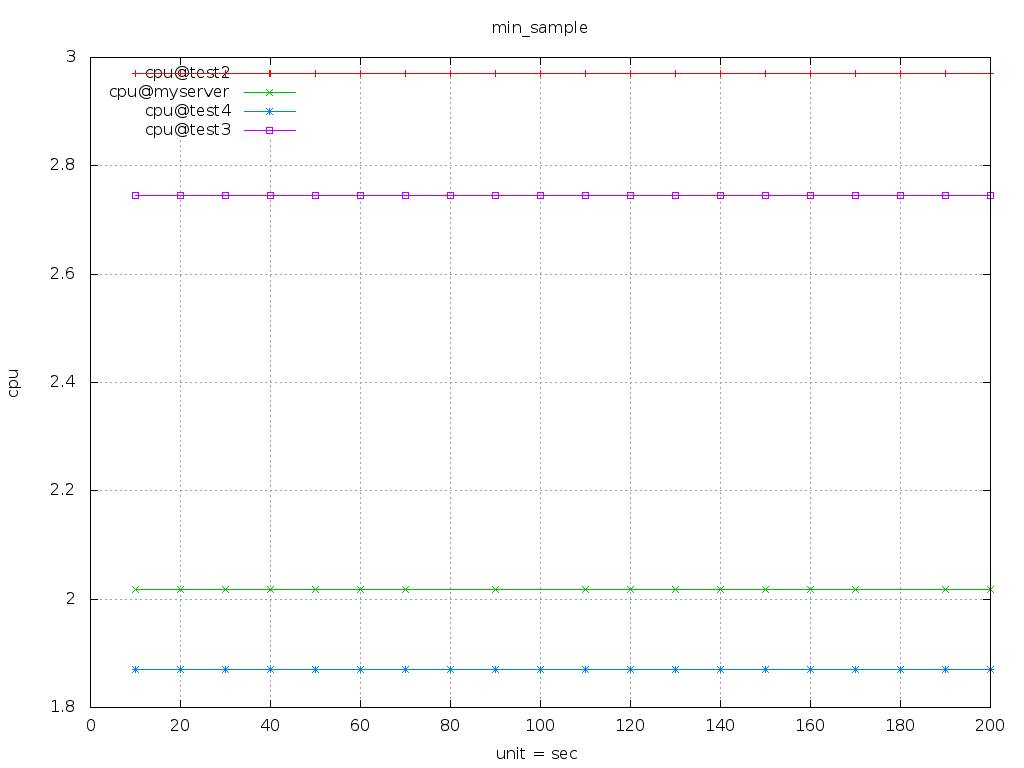 min_sample
3
cpu@test2
cpu@myserver
cpu@test4
cpu@test3
2.8
2.6
2.4
cpu
2.2
2
1.8
0 20 40 60 80 100 120 140 160 180 200
unit = sec